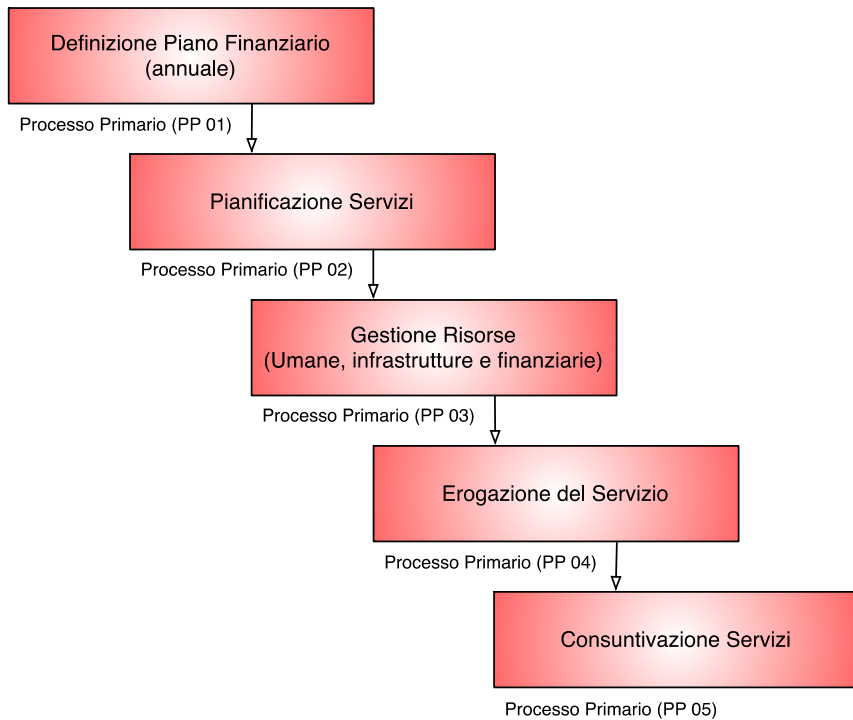 Definizione Piano Finanziario
(annuale)
Processo Primario (PP 01)
Pianificazione Servizi
Processo Primario (PP 02)
Gestione Risorse
(Umane, infrastrutture e finanziarie)
Processo Primario (PP 03)
Erogazione del Servizio
Processo Primario (PP 04)
Consuntivazione Servizi
Processo Primario (PP 05)